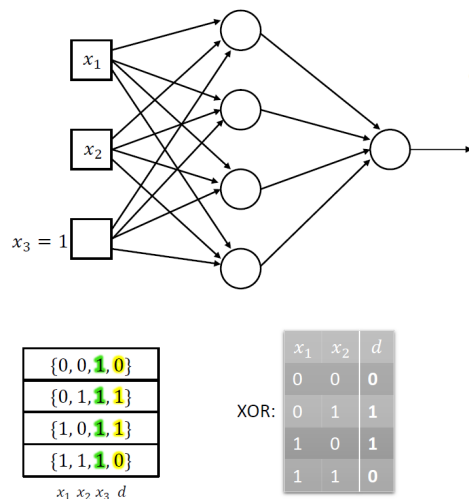 x₁
x₂
x₃ = 1
{0, 0, 1, 0}
{0, 1, 1, 1}
{1, 0, 1, 1}
{1, 1, 1, 0}
x₁ x₂ x₃ d
XOR:
x₁ x₂ d
0 0 0
0 1 1
1 0 1
1 1 0